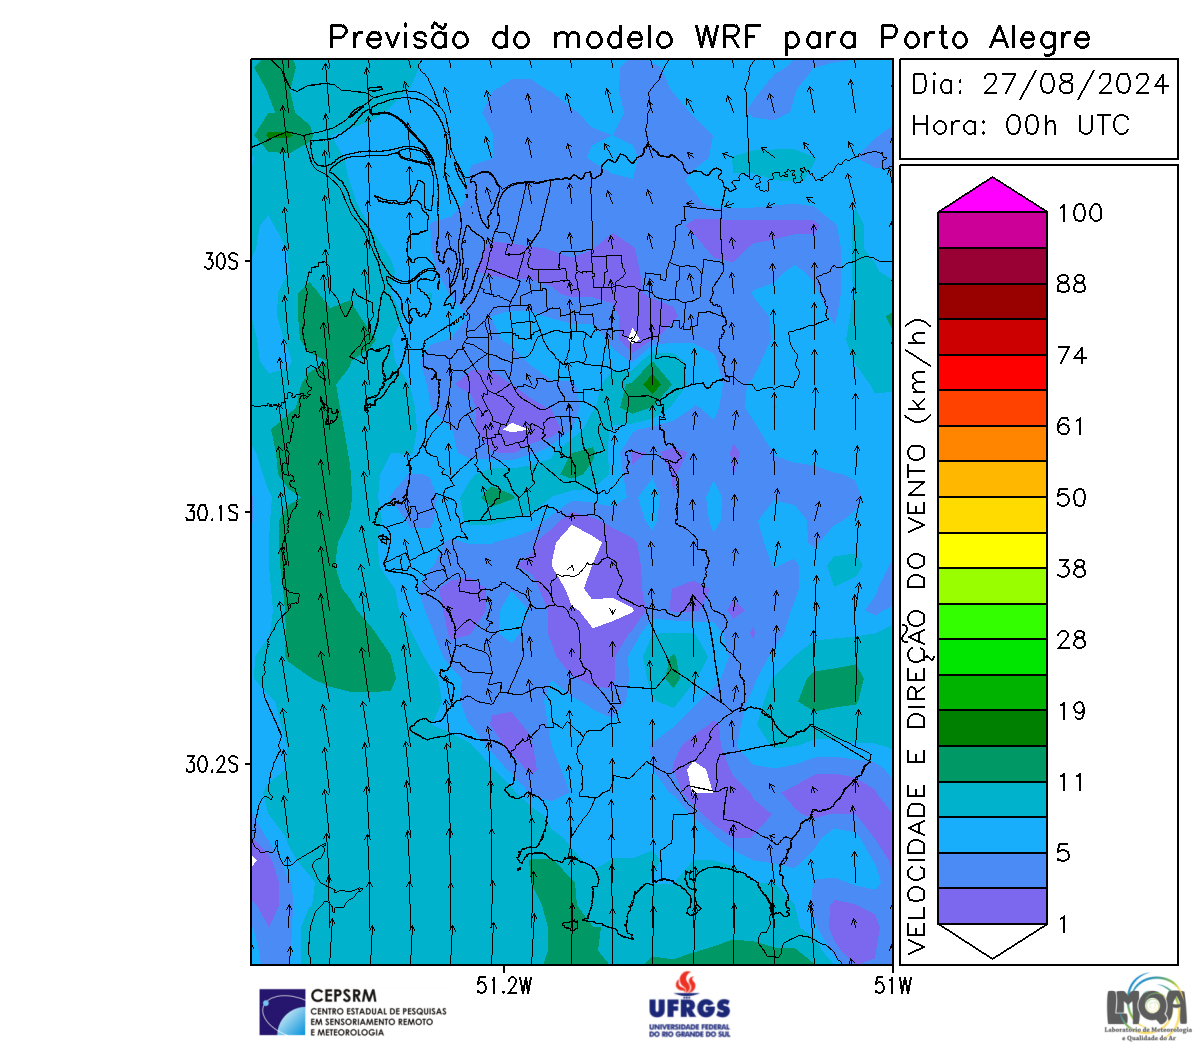 Previsão do modelo WRF para Porto Alegre
Dia: 27/08/2024
Hora: 00h UTC
100
88
74
61
50
38
28
19
11
5
1
VELOCIDADE E DIREÇÃO DO VENTO (km/h)
30S
30.1S
30.2S
51.2W
51W
CEPSRM
CENTRO ESTADUAL DE PESQUISAS
EM SENSORIAMENTO REMOTO
E METEOROLOGIA
UFRGS
UNIVERSIDADE FEDERAL
DO RIO GRANDE DO SUL
LMQA
Laboratório de Meteorologia
e Qualidade do Ar